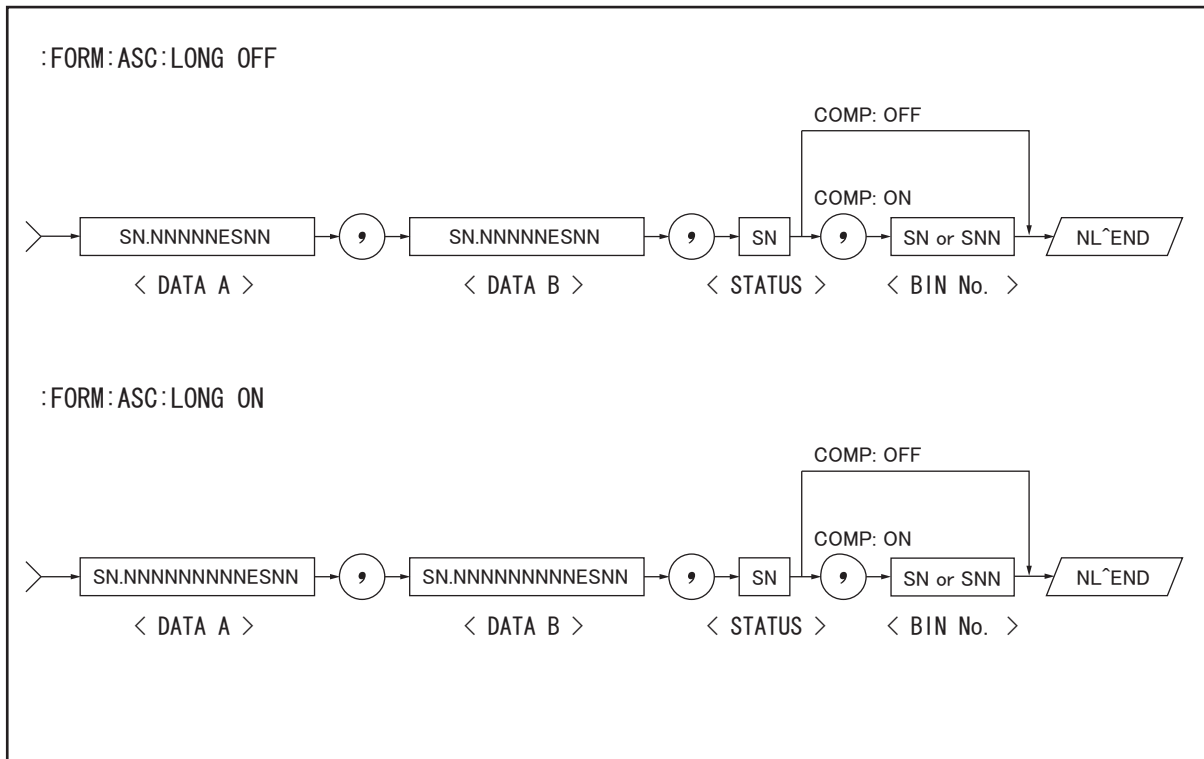 :FORM:ASC:LONG OFF
COMP: OFF
COMP: ON
SN.NNNNNESNN , SN.NNNNNESNN , SN , SN or SNN NL^END
< DATA A > < DATA B > < STATUS > < BIN No. >
:FORM:ASC:LONG ON
COMP: OFF
COMP: ON
SN.NNNNNNNNNESNN , SN.NNNNNNNNNESNN , SN , SN or SNN NL^END
< DATA A > < DATA B > < STATUS > < BIN No. >